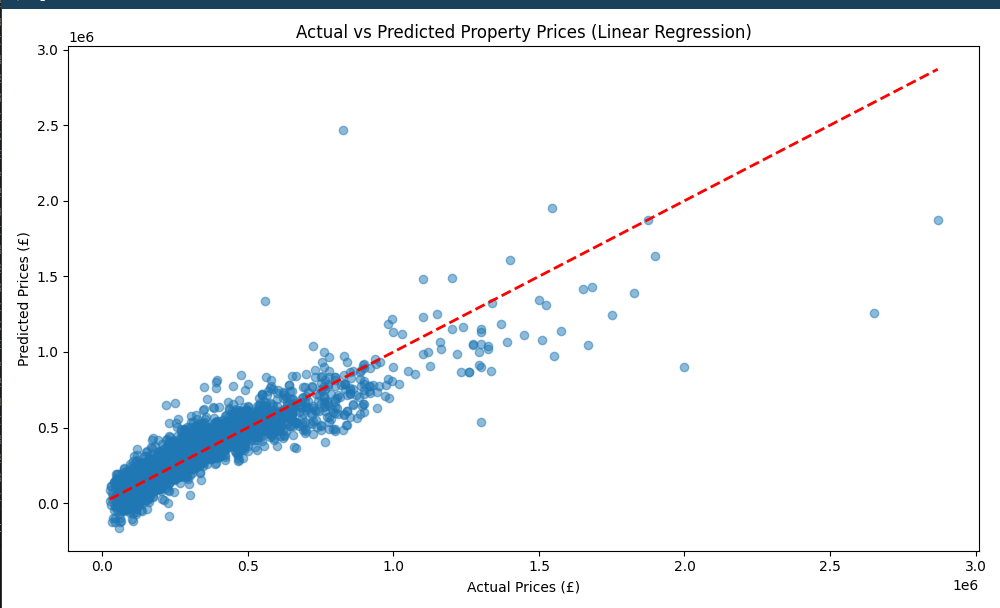 Actual vs Predicted Property Prices (Linear Regression)
1e6
3.0
2.5
2.0
1.5
1.0
0.5
0.0
Predicted Prices (£)
0.0 0.5 1.0 1.5 2.0 2.5 3.0
1e6
Actual Prices (£)